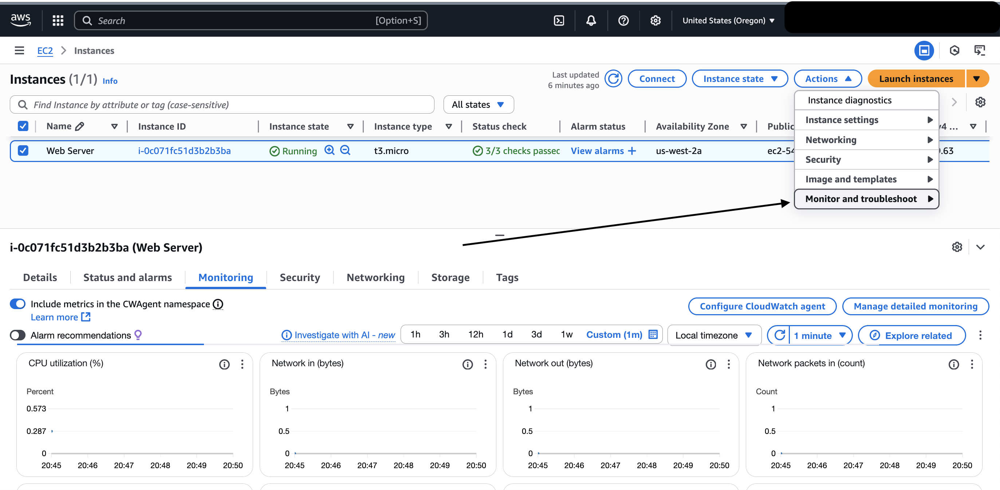 aws
Search [Option+S]
United States (Oregon)
EC2 Instances
Instances (1/1) Info
Last updated
6 minutes ago
Connect
Instance state
Actions
Launch instances
Find Instance by attribute or tag (case-sensitive)
All states
Instance diagnostics
Instance settings
Networking
Security
Image and templates
Monitor and troubleshoot
Name Instance ID Instance state Instance type Status check Alarm status Availability Zone Public v4 ...
Web Server i-0c071fc51d3b2b3ba Running t3.micro 3/3 checks passed View alarms + us-west-2a ec2-54 .63
i-0c071fc51d3b2b3ba (Web Server)
Details Status and alarms Monitoring Security Networking Storage Tags
Include metrics in the CWAgent namespace
Learn more
Configure CloudWatch agent
Manage detailed monitoring
Alarm recommendations
Investigate with AI - new
1h 3h 12h 1d 3d 1w Custom (1m)
Local timezone
1 minute
Explore related
CPU utilization (%)
Percent
0.573
0.287
0
20:45 20:46 20:47 20:48 20:49 20:50
Network in (bytes)
Bytes
1
0.5
0
20:45 20:46 20:47 20:48 20:49 20:50
Network out (bytes)
Bytes
1
0.5
0
20:45 20:46 20:47 20:48 20:49 20:50
Network packets in (count)
Count
1
0.5
0
20:45 20:46 20:47 20:48 20:49 20:50